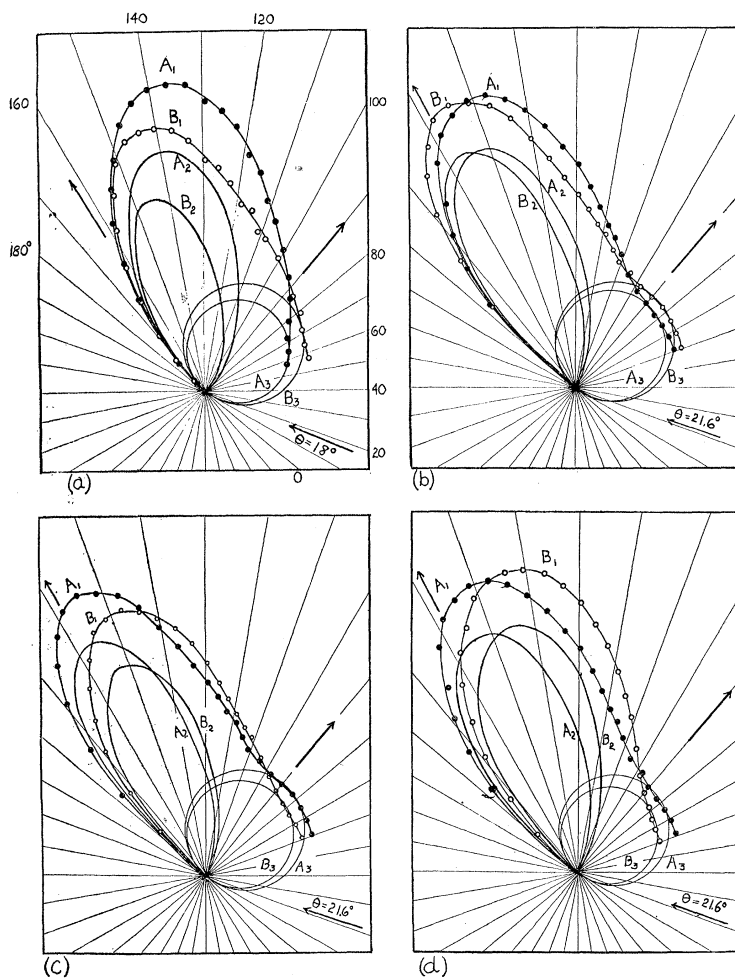 140 120
160
180°
A₁
B₁
A₂
B₂
A₃
B₃
θ=18°
100
80
60
40
20
0
(a)
B₁
A₁
A₂
B₂
A₃ B₃
θ=21.6°
(b)
A₁
B₁
A₂ B₂
B₃ A₃
θ=21.6°
(c)
A₁
B₁
A₂ B₂
B₃ A₃
θ=21.6°
(d)